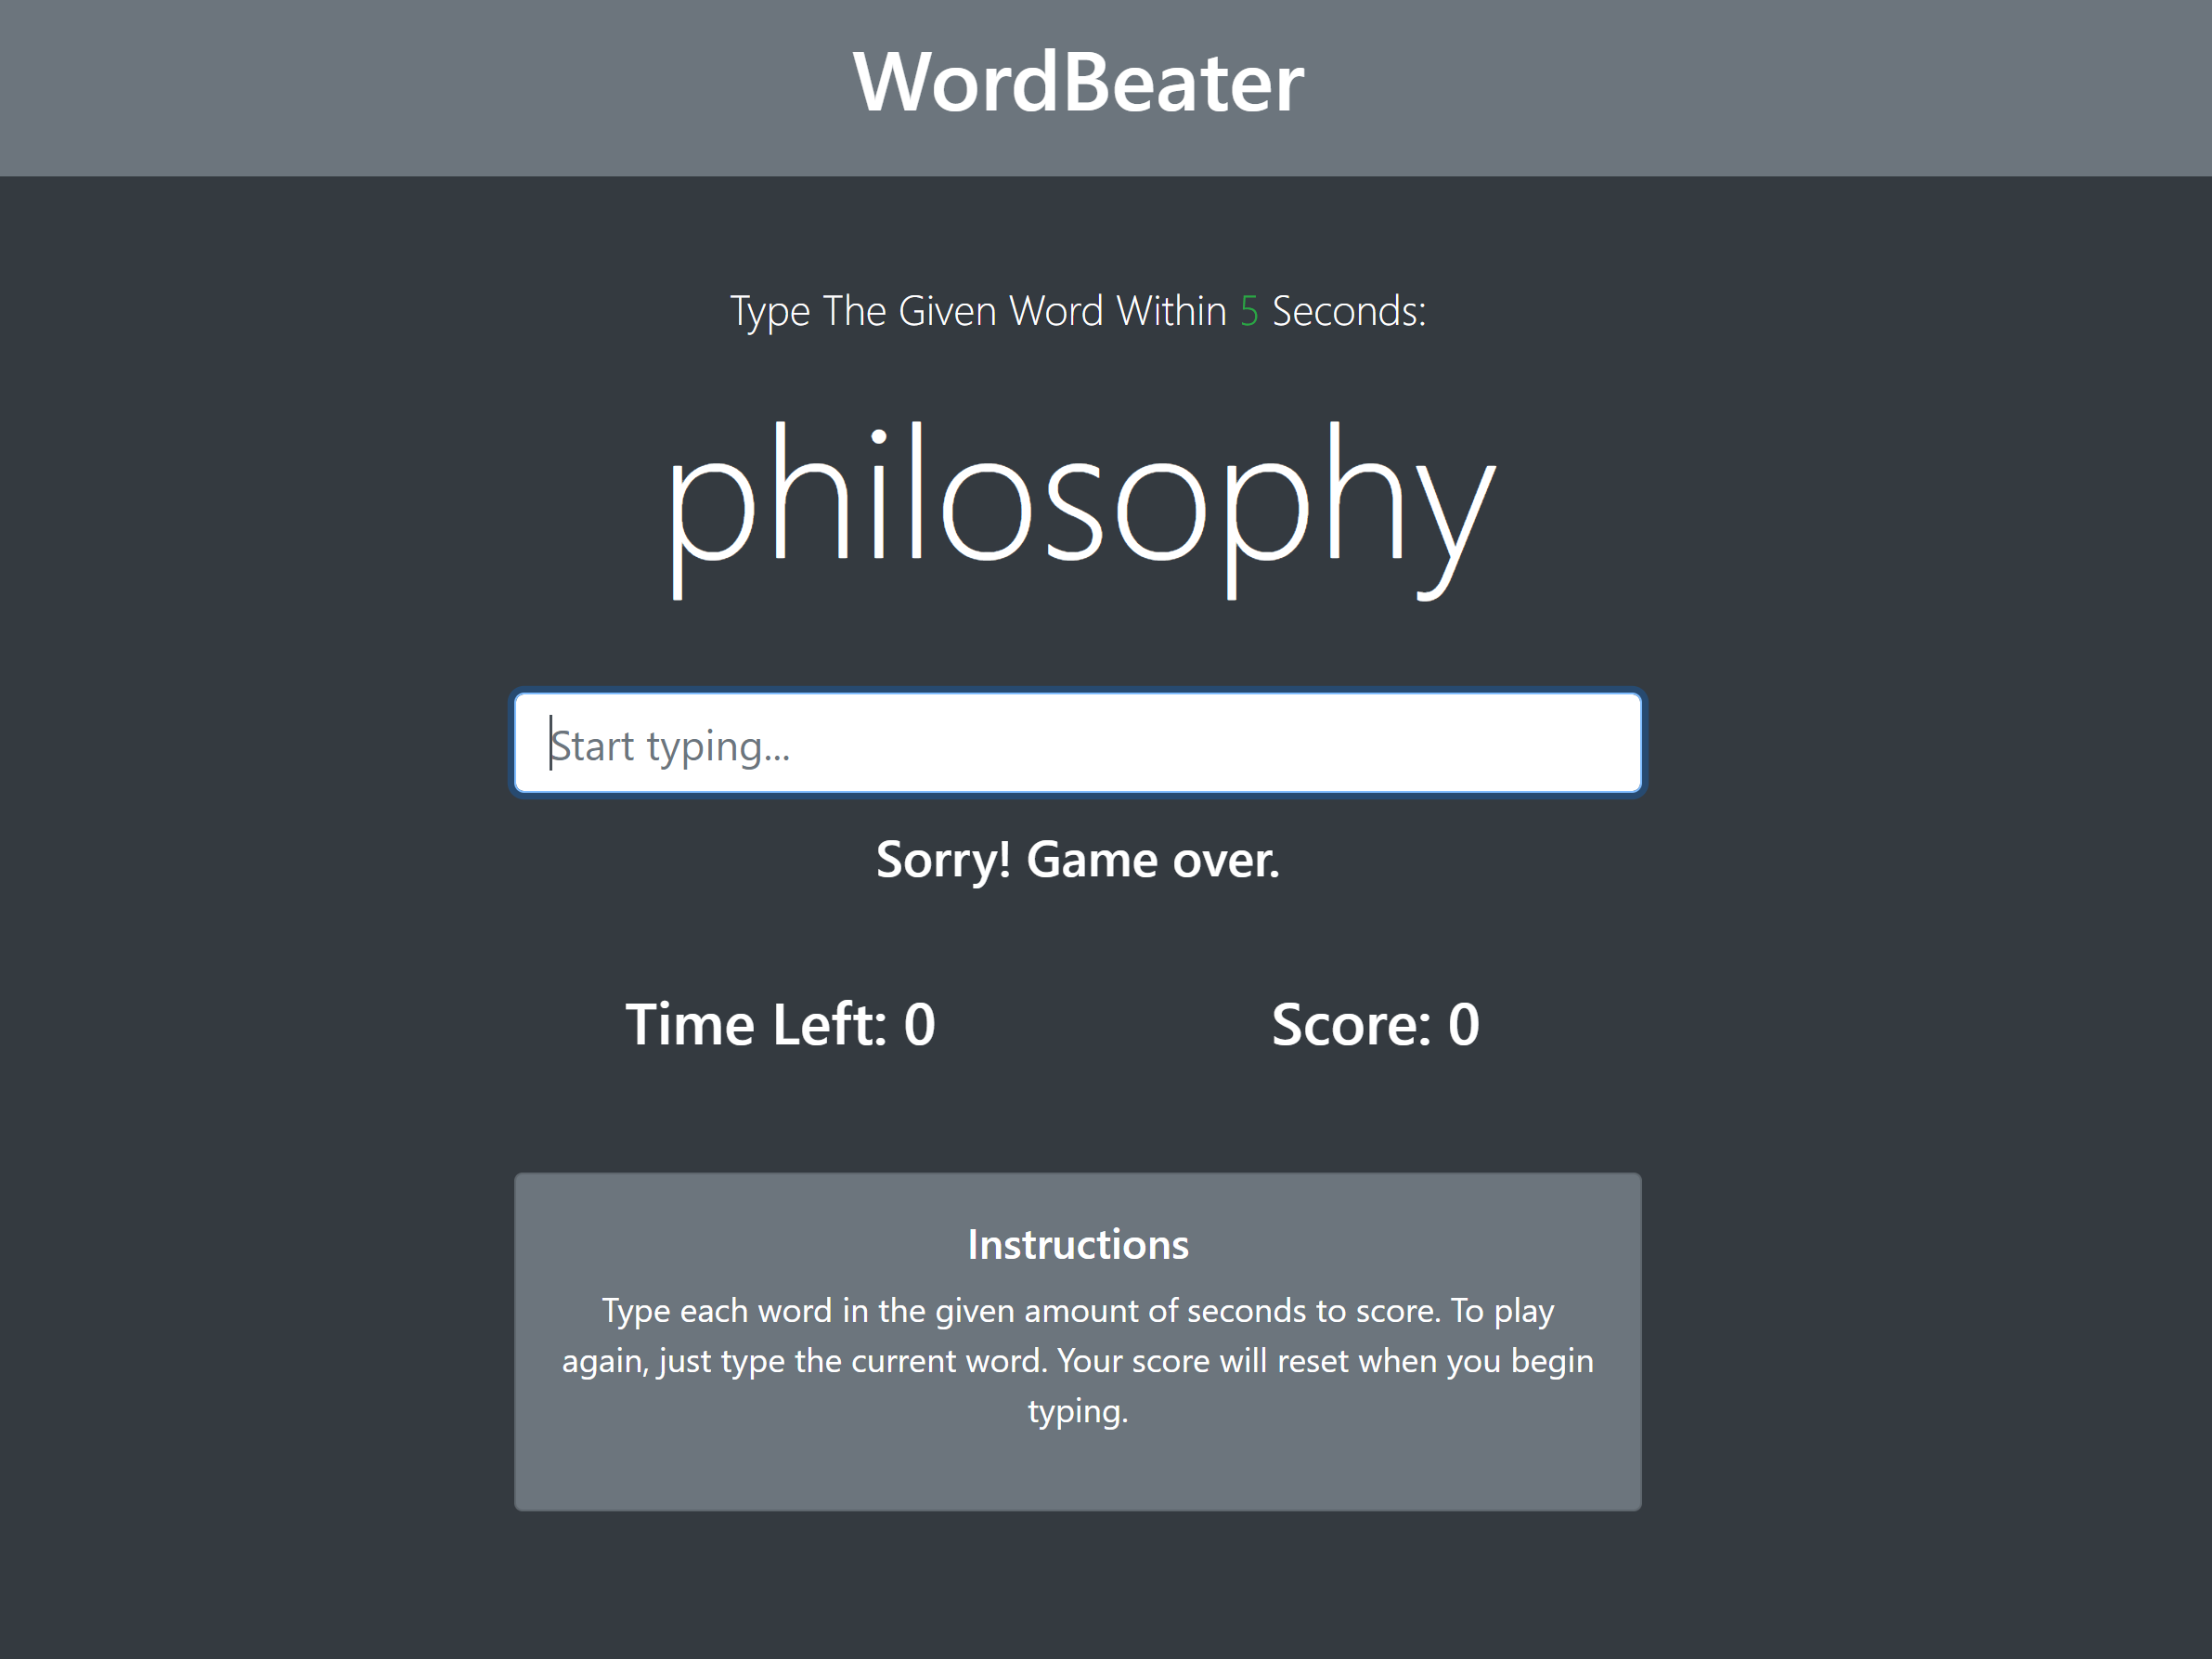 WordBeater
Type The Given Word Within 5 Seconds:
philosophy
Start typing...
Sorry! Game over.
Time Left: 0
Score: 0
Instructions
Type each word in the given amount of seconds to score. To play
again, just type the current word. Your score will reset when you begin
typing.